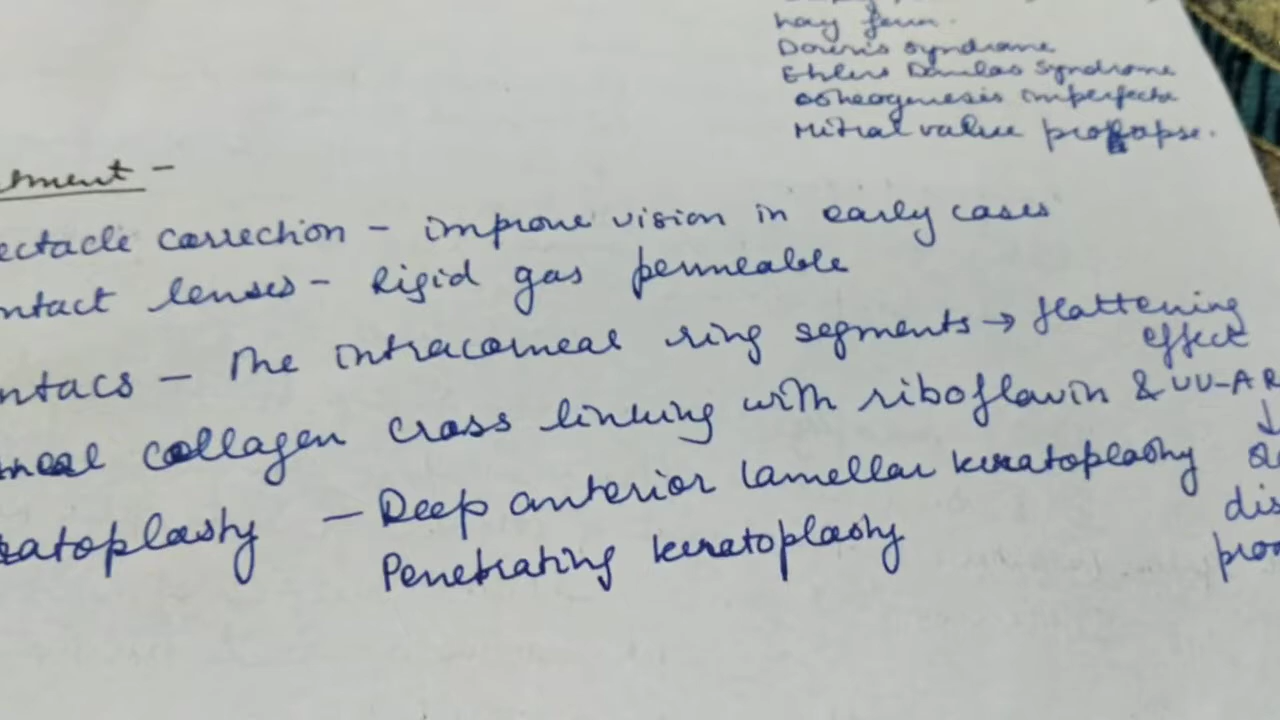 hay fever.
Down's syndrome
Ehlers Danlos Syndrome
osteogenesis imperfecta
Mitral valve prolapse.
tment -
ectacle correction - improve vision in early cases
ntact lenses - Rigid gas permeable
ntacs - The intracorneal ring segments → flattening
effect
neal collagen cross linking with riboflavin & UV-A R
↓
ratoplasty - Deep anterior lamellar keratoplasty
dis
Penetrating keratoplasty